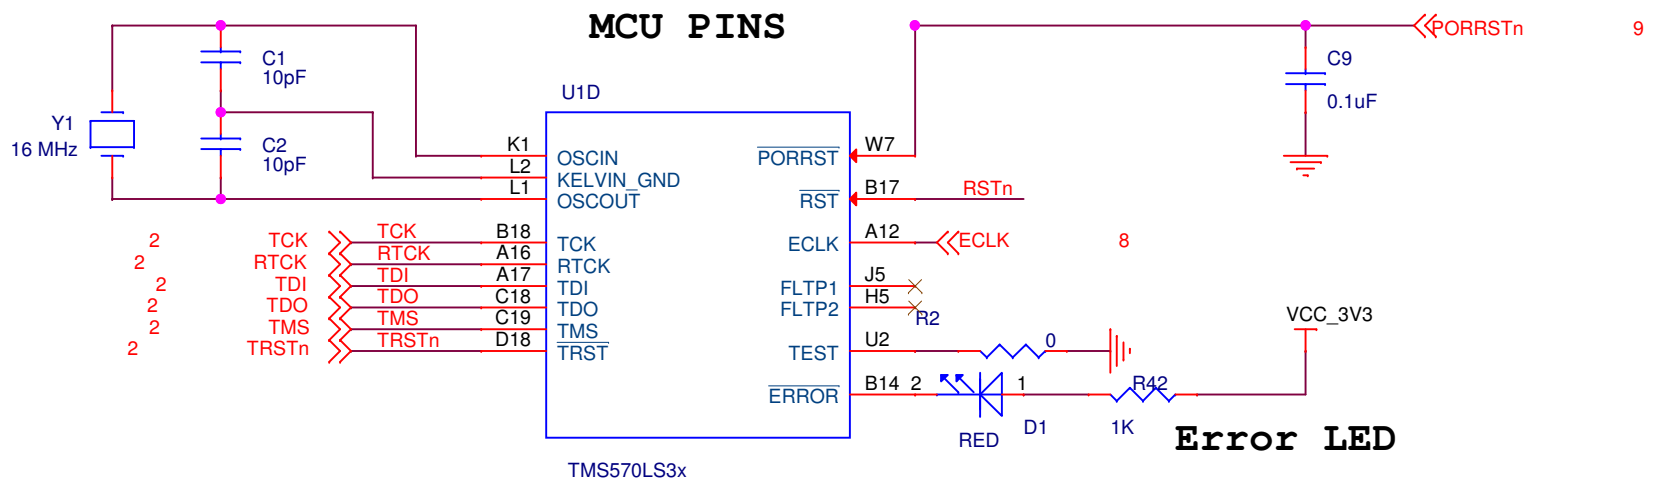 MCU PINS
PORRSTn 9
C1
10pF
C9
0.1uF
U1D
Y1
16 MHz
C2
10pF
K1 OSCIN PORRST W7
L2 KELVIN_GND
L1 OSCOUT RST B17 RSTn
2 TCK TCK B18 TCK ECLK A12 ECLK 8
2 RTCK RTCK A16 RTCK
2 TDI TDI A17 TDI FLTP1 J5
2 TDO TDO C18 TDO FLTP2 H5
R2
VCC_3V3
2 TMS TMS C19 TMS
2 TRSTn TRSTn D18 TRST TEST U2 0
ERROR B14 2 1 R42
RED D1 1K
Error LED
TMS570LS3x